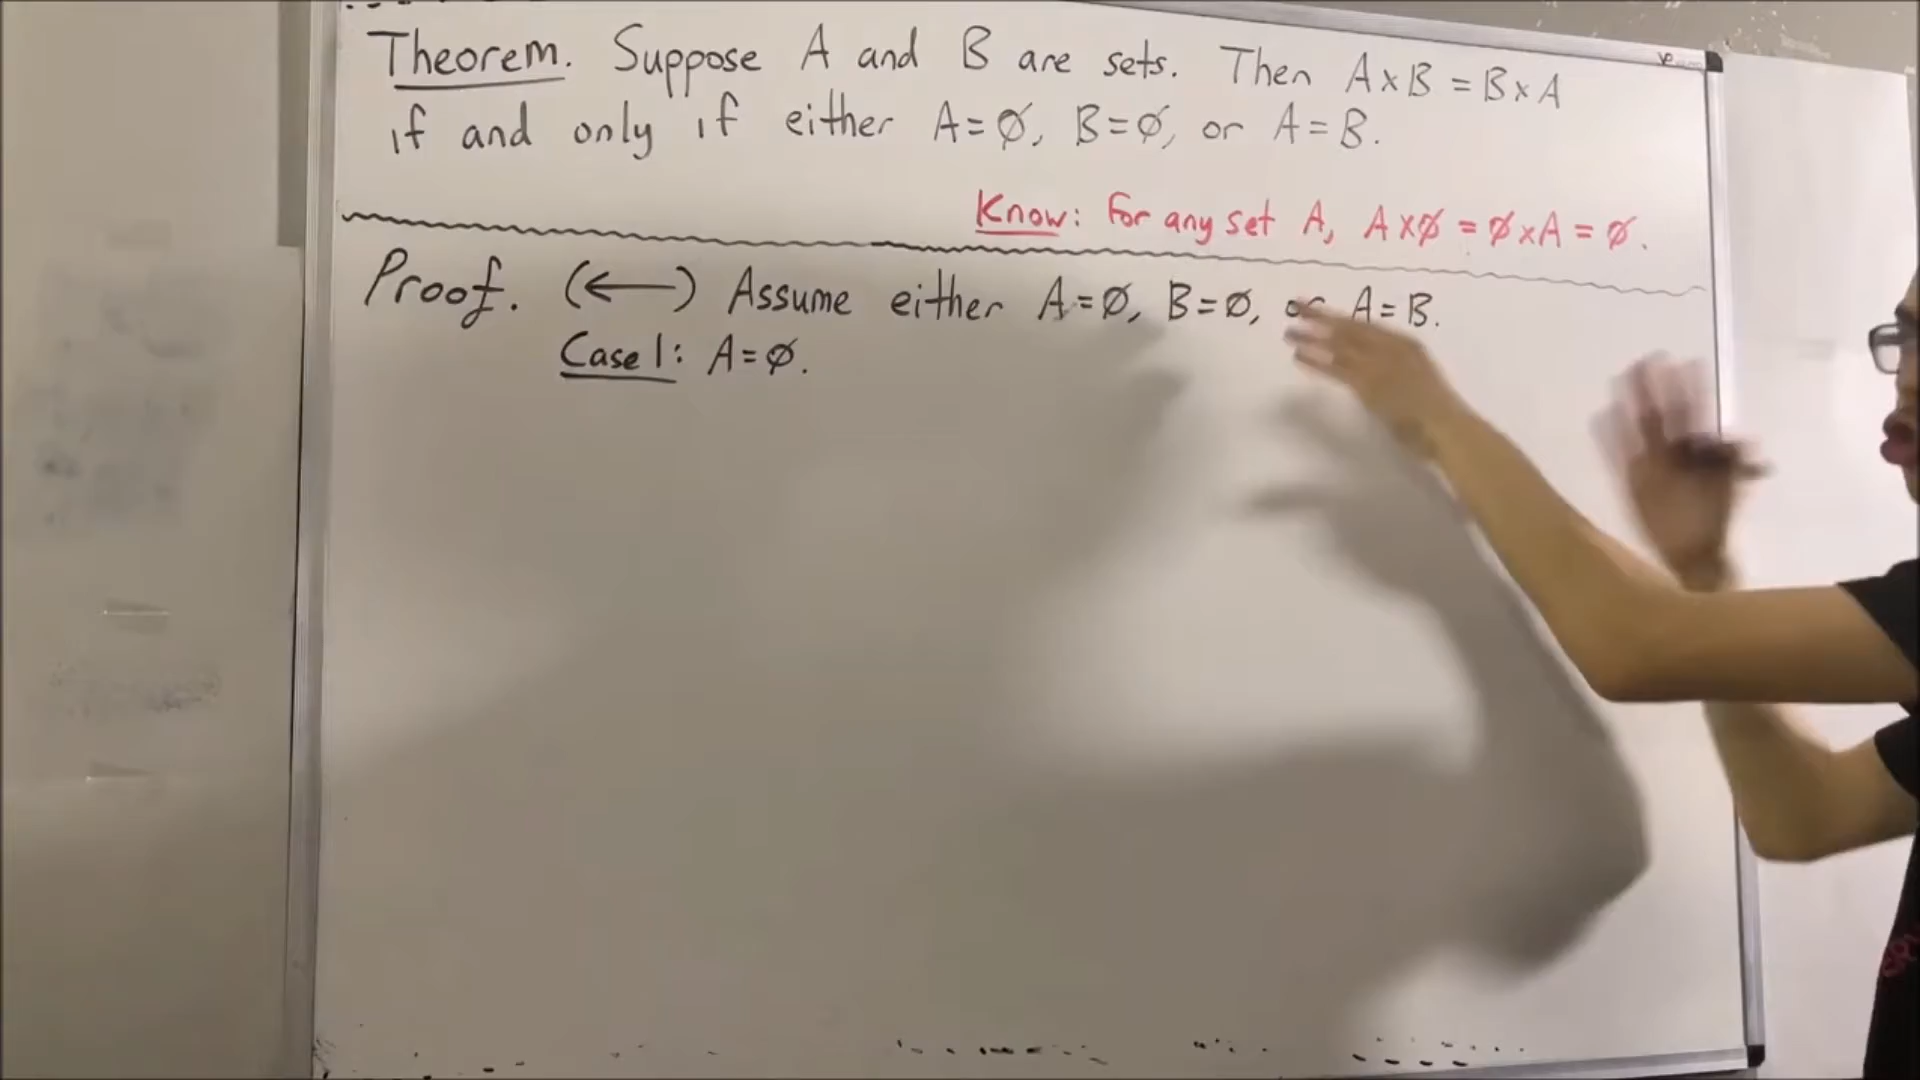 Theorem. Suppose A and B are sets. Then A×B = B×A
if and only if either A=∅, B=∅, or A=B.
Know: For any set A, A×∅ = ∅×A = ∅.
Proof. (←) Assume either A=∅, B=∅, or A=B.
Case 1: A=∅.